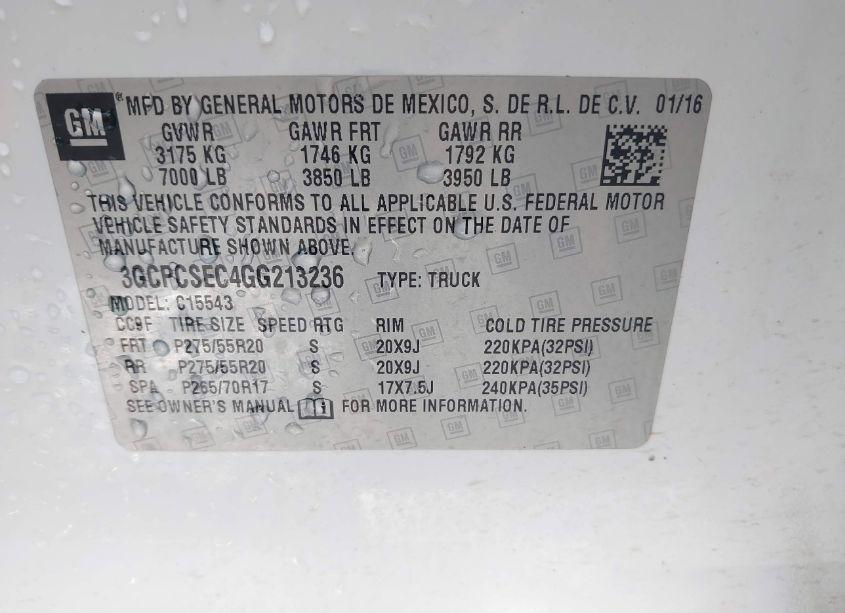 GM® MFD BY GENERAL MOTORS DE MEXICO, S. DE R.L. DE C.V. 01/16
GVWR GAWR FRT GAWR RR
3175 KG 1746 KG 1792 KG
7000 LB 3850 LB 3950 LB
THIS VEHICLE CONFORMS TO ALL APPLICABLE U.S. FEDERAL MOTOR
VEHICLE SAFETY STANDARDS IN EFFECT ON THE DATE OF
MANUFACTURE SHOWN ABOVE.
3GCPCSEC4GG213236 TYPE: TRUCK
MODEL: C15543
CC9F TIRE SIZE SPEED RTG RIM COLD TIRE PRESSURE
FRT P275/55R20 S 20X9J 220KPA(32PSI)
RR P275/55R20 S 20X9J 220KPA(32PSI)
SPA P265/70R17 S 17X7.5J 240KPA(35PSI)
SEE OWNER'S MANUAL FOR MORE INFORMATION.